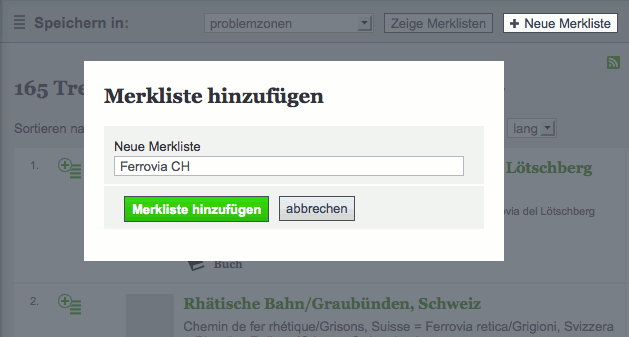 Speichern in:
problemzonen
Zeige Merklisten
+ Neue Merkliste
165 Tre
Merkliste hinzufügen
Sortieren na
lang
Neue Merkliste
Ferrovia CH
1.
Lötschberg
Merkliste hinzufügen
abbrechen
via del Lötschberg
Buch
2.
Rhätische Bahn/Graubünden, Schweiz
Chemin de fer rhétique/Grisons, Suisse = Ferrovia retica/Grigioni, Svizzera